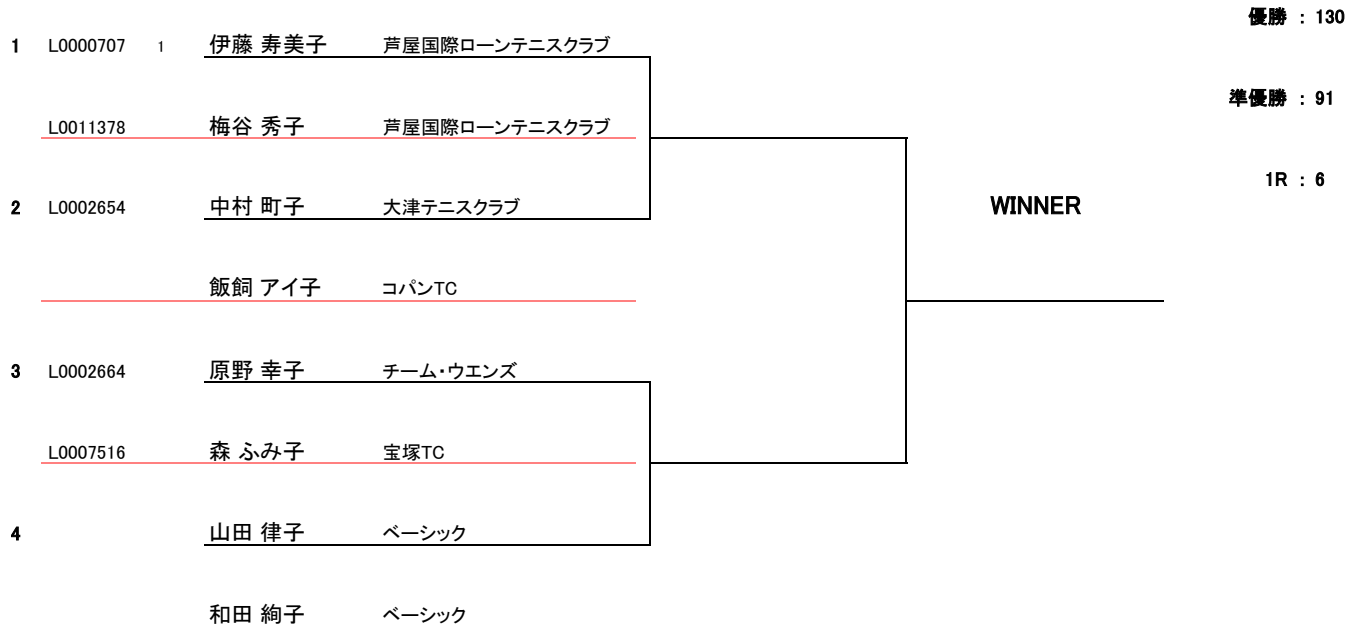 優勝 : 130
1 L0000707 1 伊藤 寿美子 芦屋国際ローンテニスクラブ
準優勝 : 91
L0011378 梅谷 秀子 芦屋国際ローンテニスクラブ
1R : 6
2 L0002654 中村 町子 大津テニスクラブ WINNER
飯飼 アイ子 コパンTC
3 L0002664 原野 幸子 チーム・ウエンズ
L0007516 森 ふみ子 宝塚TC
4 山田 律子 ベーシック
和田 絢子 ベーシック